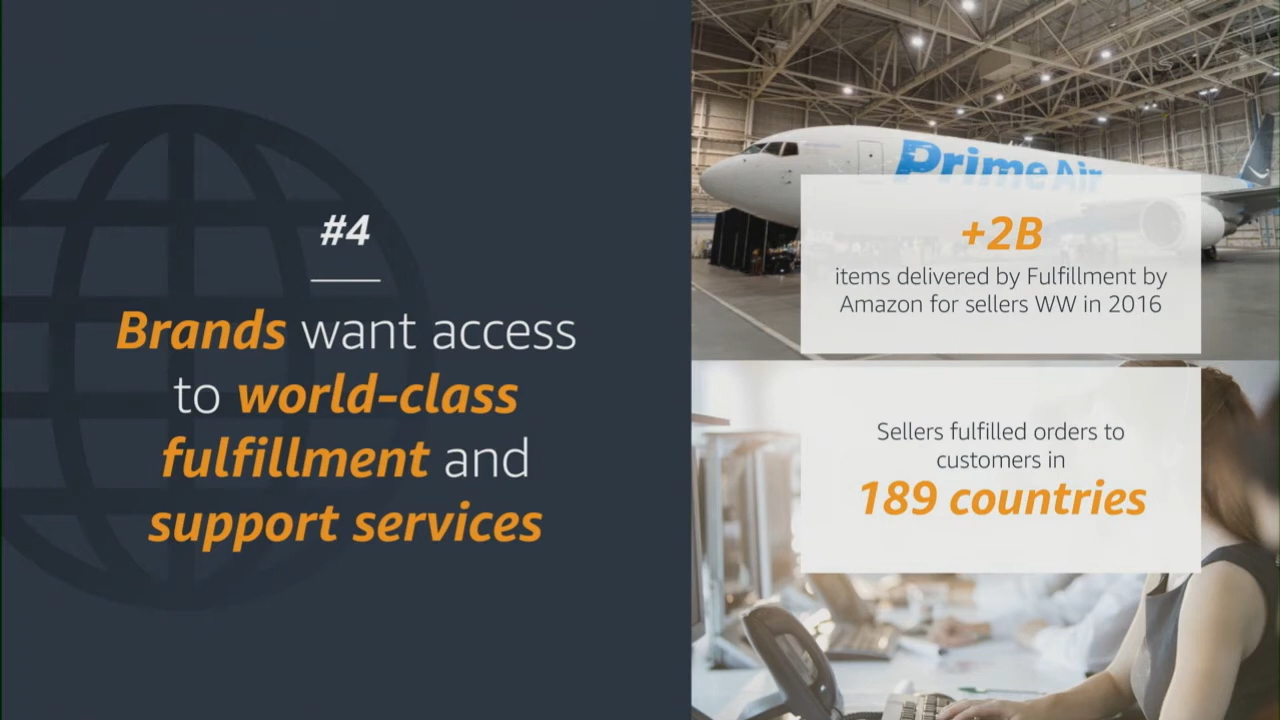 #4
Brands want access
to world-class
fulfillment and
support services
Prime Air
+2B
items delivered by Fulfillment by
Amazon for sellers WW in 2016
Sellers fulfilled orders to
customers in
189 countries